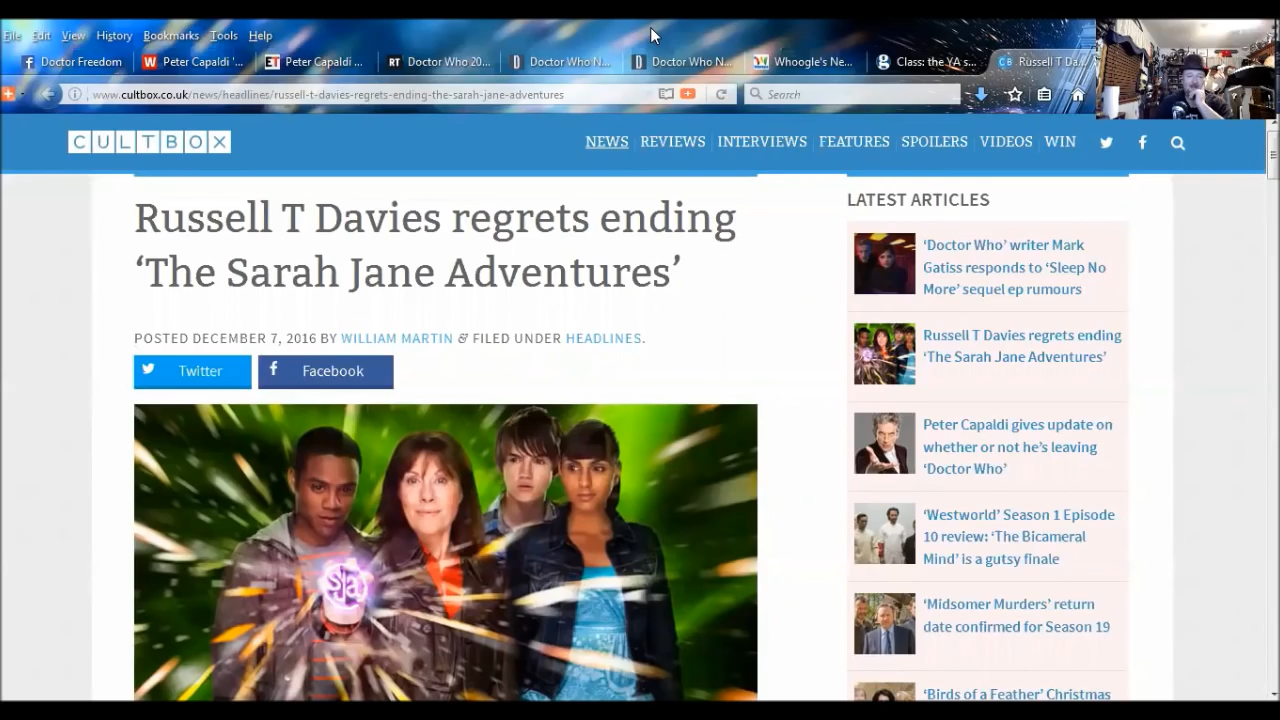 File Edit View History Bookmarks Tools Help
Doctor Freedom
Peter Capaldi '...
Peter Capaldi ...
RT Doctor Who 20...
Doctor Who N...
Doctor Who N...
Whoogle's Ne...
Class: the YA s...
CB Russell T Da...
www.cultbox.co.uk/news/headlines/russell-t-davies-regrets-ending-the-sarah-jane-adventures
Search
CULTBOX
NEWS REVIEWS INTERVIEWS FEATURES SPOILERS VIDEOS WIN
Russell T Davies regrets ending
‘The Sarah Jane Adventures’
POSTED DECEMBER 7, 2016 BY WILLIAM MARTIN & FILED UNDER HEADLINES.
Twitter
Facebook
sja
LATEST ARTICLES
‘Doctor Who’ writer Mark
Gatiss responds to ‘Sleep No
More’ sequel ep rumours
Russell T Davies regrets ending
‘The Sarah Jane Adventures’
Peter Capaldi gives update on
whether or not he’s leaving
‘Doctor Who’
‘Westworld’ Season 1 Episode
10 review: ‘The Bicameral
Mind’ is a gutsy finale
‘Midsomer Murders’ return
date confirmed for Season 19
‘Birds of a Feather’ Christmas